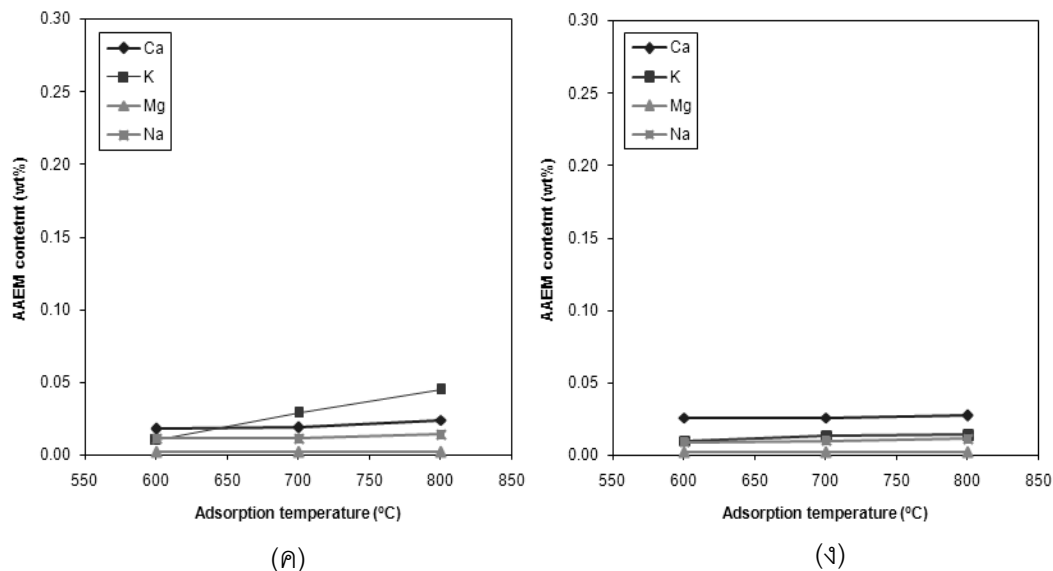 0.30
0.25
0.20
0.15
0.10
0.05
0.00
AAEM contetnt (wt%)
Ca
K
Mg
Na
550 600 650 700 750 800 850
Adsorption temperature (⁰C)
(ค)
0.30
0.25
0.20
0.15
0.10
0.05
0.00
AAEM contetnt (wt%)
Ca
K
Mg
Na
550 600 650 700 750 800 850
Adsorption temperature (⁰C)
(ง)